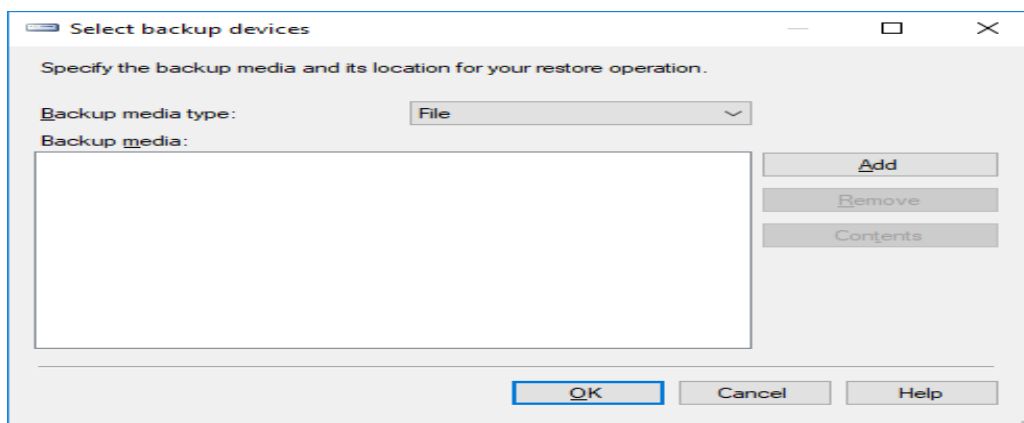 Select backup devices
Specify the backup media and its location for your restore operation.
Backup media type:
File
Backup media:
Add
Remove
Contents
OK
Cancel
Help